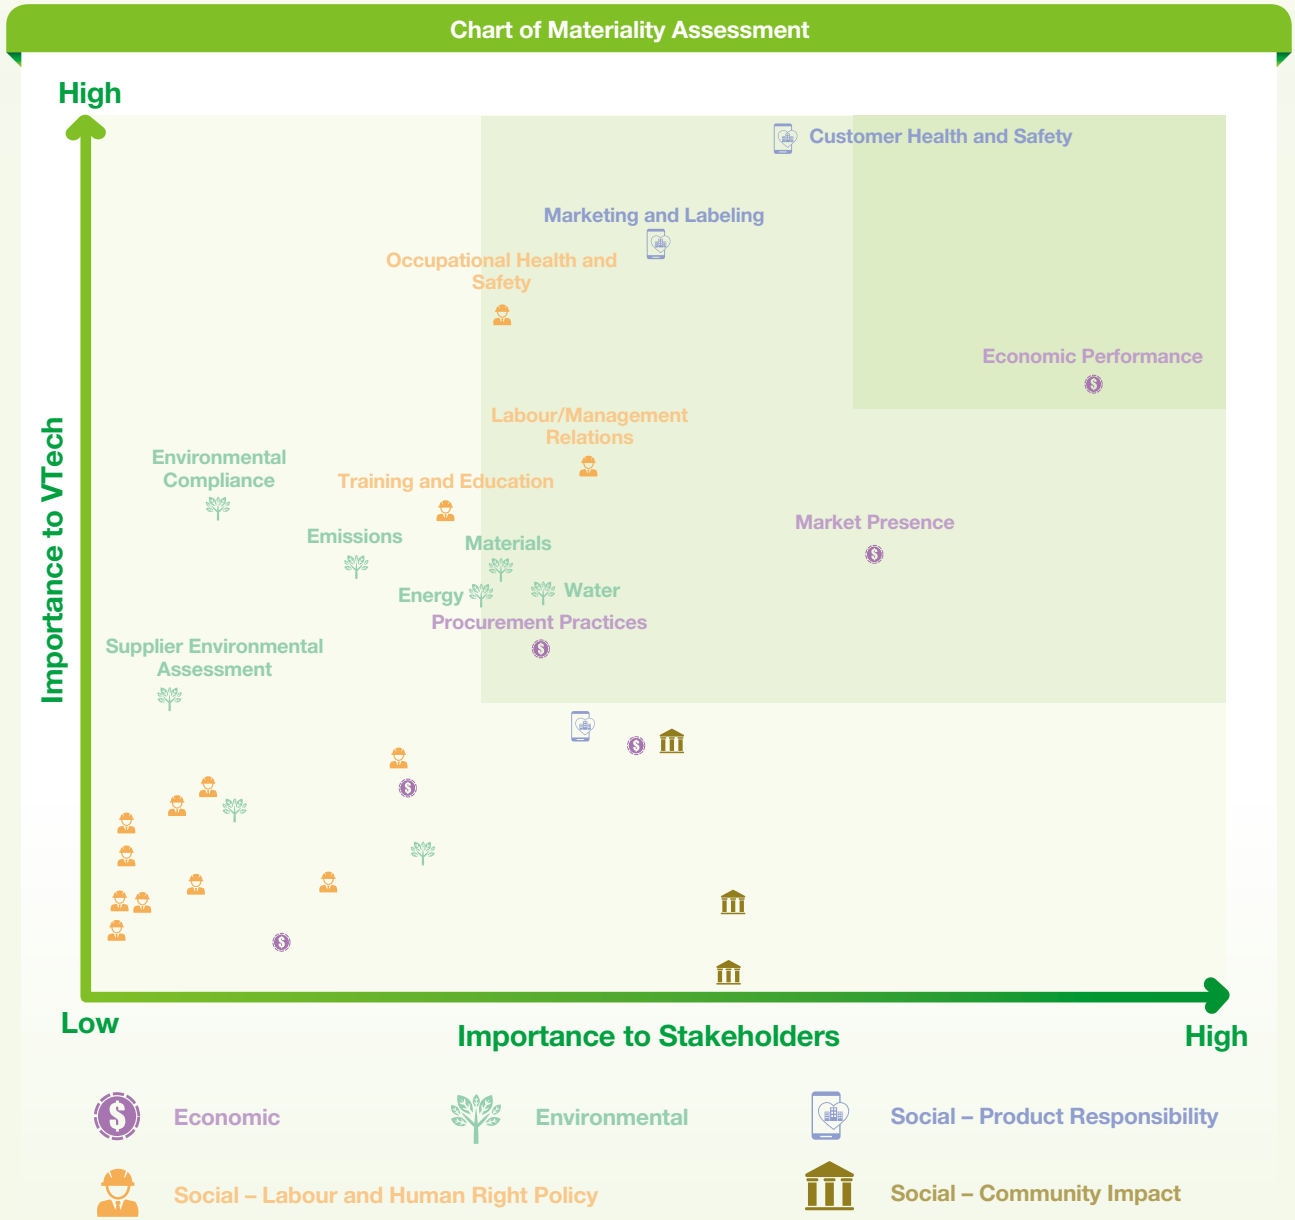 Chart of Materiality Assessment
High
Customer Health and Safety
Marketing and Labeling
Occupational Health and
Safety
Economic Performance
Labour/Management
Relations
Environmental
Compliance
Training and Education
Market Presence
Emissions
Materials
Energy
Water
Procurement Practices
Supplier Environmental
Assessment
Importance to VTech
Low
Importance to Stakeholders
High
Economic
Environmental
Social – Product Responsibility
Social – Labour and Human Right Policy
Social – Community Impact